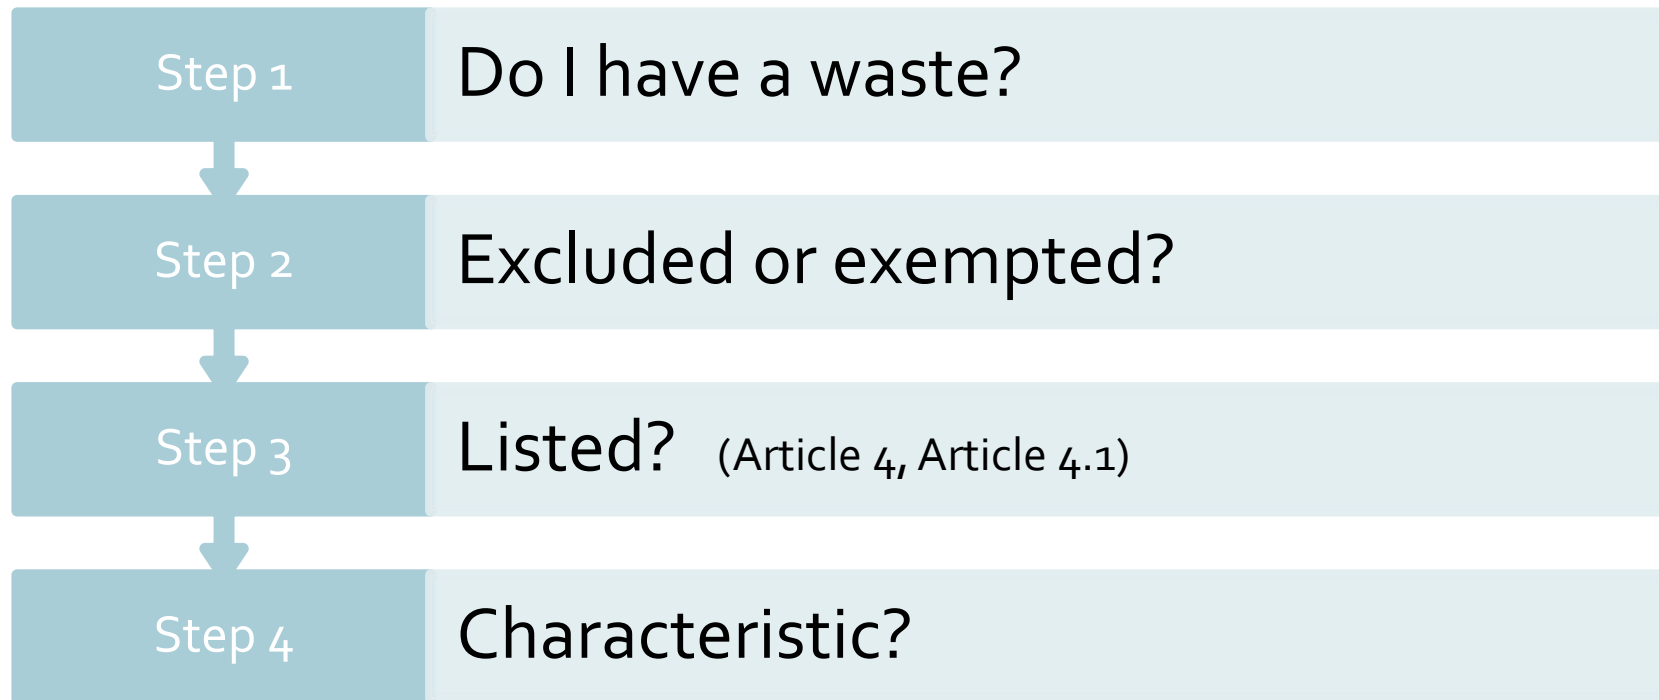 Step 1
Do I have a waste?
Step 2
Excluded or exempted?
Step 3
Listed? (Article 4, Article 4.1)
Step 4
Characteristic?